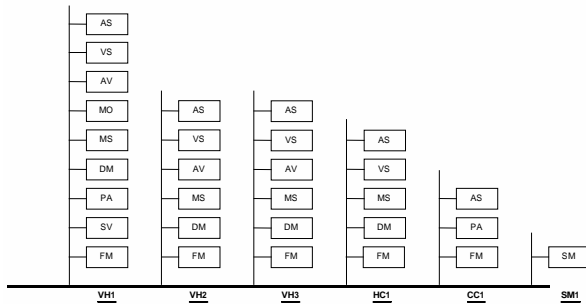 AS
VS
AV
MO
MS
DM
PA
SV
FM
AS
VS
AV
MS
DM
FM
AS
VS
AV
MS
DM
FM
AS
VS
MS
DM
FM
AS
PA
FM
SM
VH1 VH2 VH3 HC1 CC1 SM1